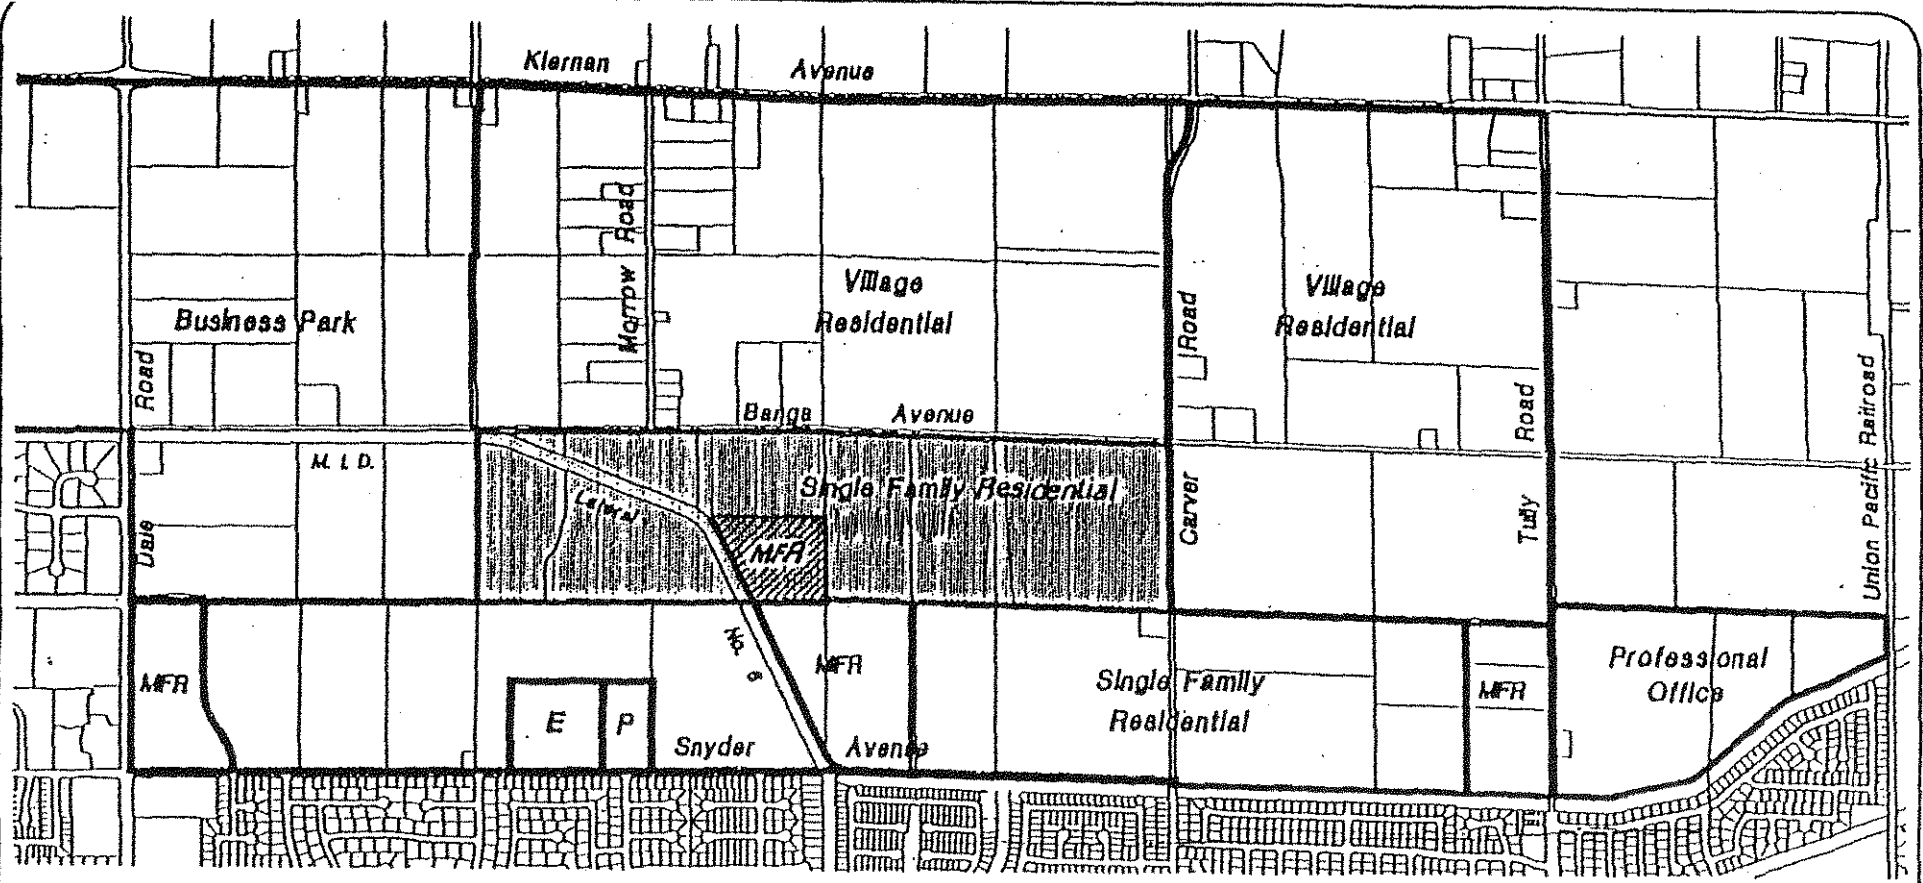 Kiernan Avenue
Morrow Road
Village
Residential
Village
Residential
Business Park
Road
Road
Road
Union Pacific Railroad
Bangs Avenue
M. I. D.
Single Family Residential
Lateral
Carver
Tully
Dale
MFR
No. 6
MFR
MFR
Single Family
Residential
MFR
Professional
Office
E
P
Snyder Avenue